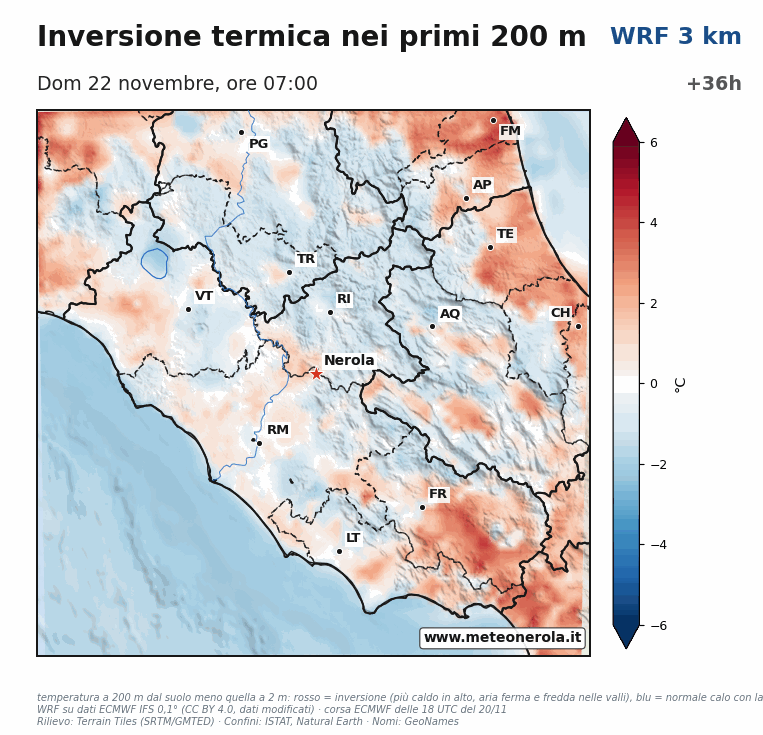 Inversione termica nei primi 200 m WRF 3 km
Dom 22 novembre, ore 07:00 +36h
FM
PG
AP
TE
TR
VT
RI
AQ
CH
Nerola
RM
FR
LT
6
4
2
0
−2
−4
−6
°C
www.meteonerola.it
temperatura a 200 m dal suolo meno quella a 2 m: rosso = inversione (più caldo in alto, aria ferma e fredda nelle valli), blu = normale calo con la
WRF su dati ECMWF IFS 0,1° (CC BY 4.0, dati modificati) · corsa ECMWF delle 18 UTC del 20/11
Rilievo: Terrain Tiles (SRTM/GMTED) · Confini: ISTAT, Natural Earth · Nomi: GeoNames